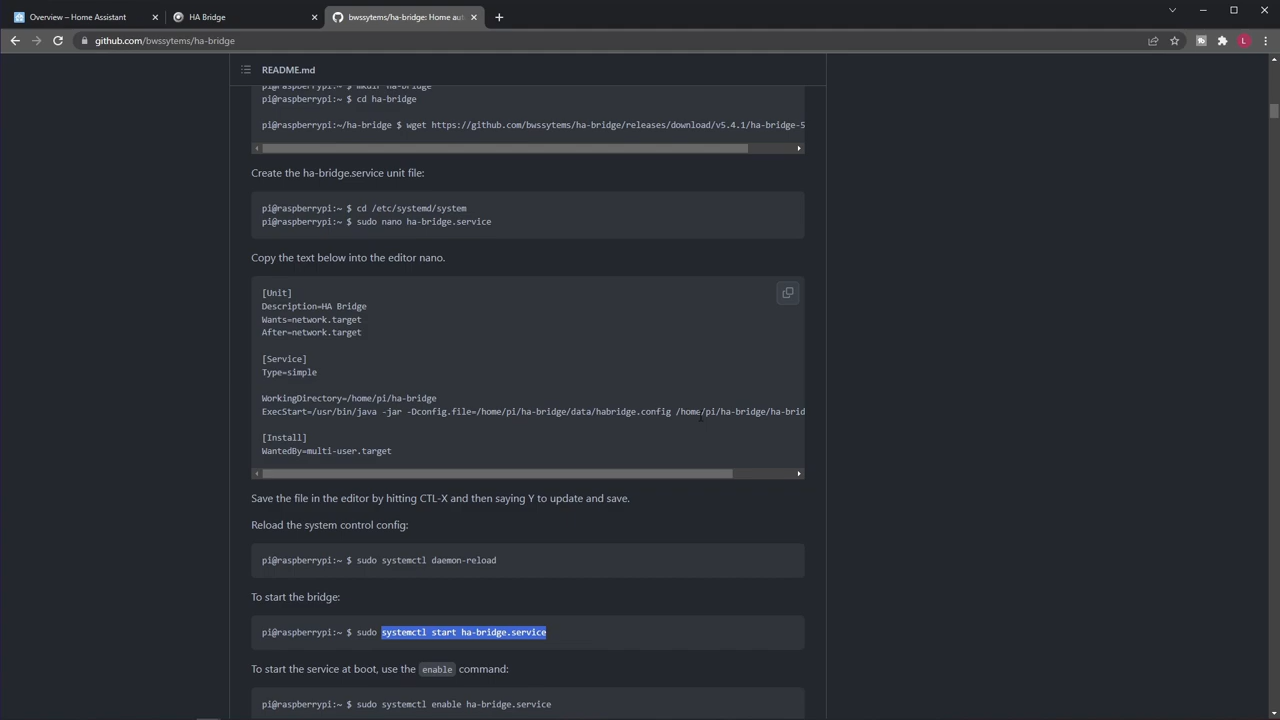 Overview – Home Assistant
HA Bridge
bwssytems/ha-bridge: Home aut
github.com/bwssytems/ha-bridge
L
README.md
pi@raspberrypi:~ $ mkdir ha-bridge
pi@raspberrypi:~ $ cd ha-bridge
pi@raspberrypi:~/ha-bridge $ wget https://github.com/bwssytems/ha-bridge/releases/download/v5.4.1/ha-bridge-5
Create the ha-bridge.service unit file:
pi@raspberrypi:~ $ cd /etc/systemd/system
pi@raspberrypi:~ $ sudo nano ha-bridge.service
Copy the text below into the editor nano.
[Unit]
Description=HA Bridge
Wants=network.target
After=network.target
[Service]
Type=simple
WorkingDirectory=/home/pi/ha-bridge
ExecStart=/usr/bin/java -jar -Dconfig.file=/home/pi/ha-bridge/data/habridge.config /home/pi/ha-bridge/ha-brid
[Install]
WantedBy=multi-user.target
Save the file in the editor by hitting CTL-X and then saying Y to update and save.
Reload the system control config:
pi@raspberrypi:~ $ sudo systemctl daemon-reload
To start the bridge:
pi@raspberrypi:~ $ sudo systemctl start ha-bridge.service
To start the service at boot, use the enable command:
pi@raspberrypi:~ $ sudo systemctl enable ha-bridge.service